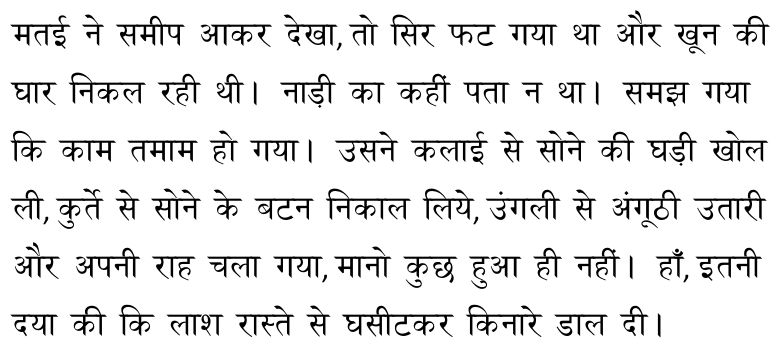 मतई ने समीप आकर देखा, तो सिर फट गया था और खून की
घार निकल रही थी। नाड़ी का कहीं पता न था। समझ गया
कि काम तमाम हो गया। उसने कलाई से सोने की घड़ी खोल
ली, कुर्ते से सोने के बटन निकाल लिये, उंगली से अंगूठी उतारी
और अपनी राह चला गया, मानो कुछ हुआ ही नहीं। हाँ, इतनी
दया की कि लाश रास्ते से घसीटकर किनारे डाल दी।